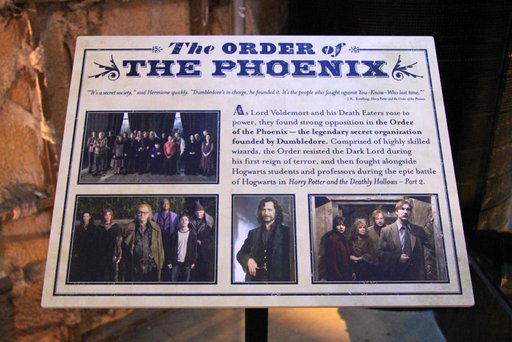 The ORDER of
THE PHOENIX
"It's a secret society," said Hermione quickly. "Dumbledore's in charge, he founded it. It's the people who fought against You-Know-Who last time."
- J.K. Rowling, Harry Potter and the Order of the Phoenix
As Lord Voldemort and his Death Eaters rose to
power, they found strong opposition in the Order
of the Phoenix — the legendary secret organization
founded by Dumbledore. Comprised of highly skilled
wizards, the Order resisted the Dark Lord during
his first reign of terror, and then fought alongside
Hogwarts students and professors during the epic battle
of Hogwarts in Harry Potter and the Deathly Hallows – Part 2.